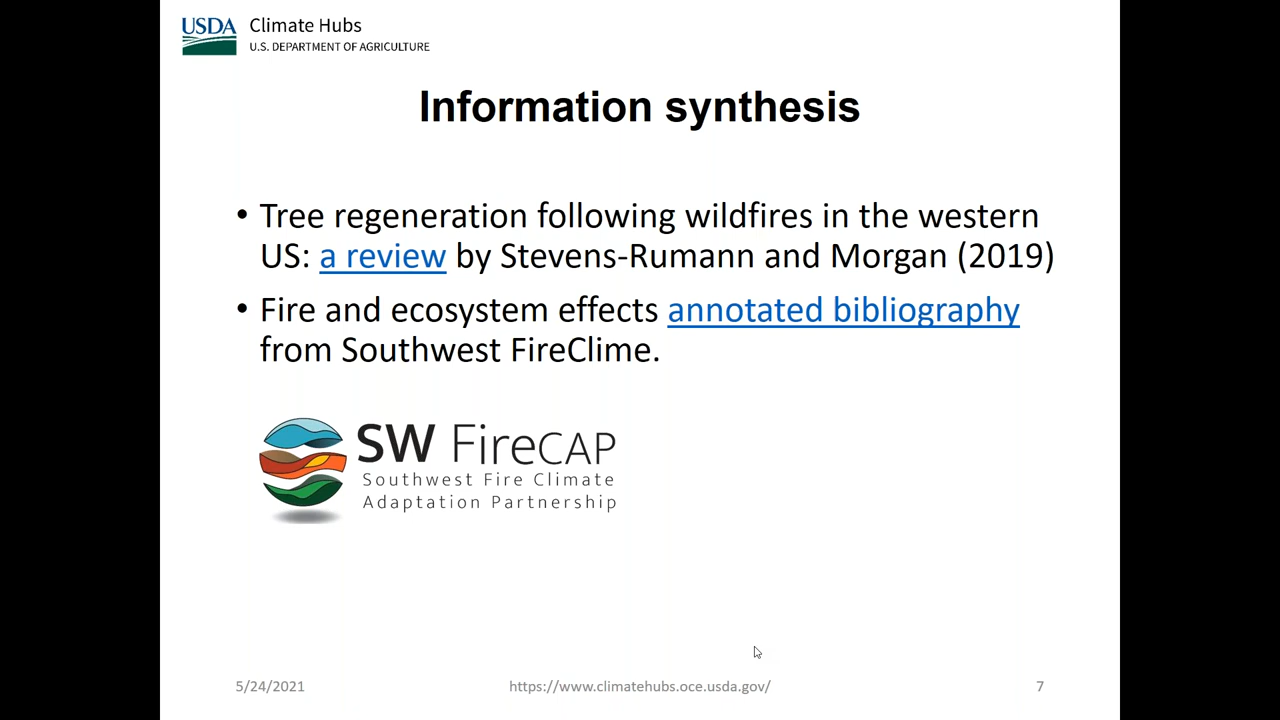 USDA Climate Hubs
U.S. DEPARTMENT OF AGRICULTURE
Information synthesis
• Tree regeneration following wildfires in the western
US: a review by Stevens-Rumann and Morgan (2019)
• Fire and ecosystem effects annotated bibliography
from Southwest FireClime.
SW FireCAP
Southwest Fire Climate
Adaptation Partnership
5/24/2021 https://www.climatehubs.oce.usda.gov/ 7